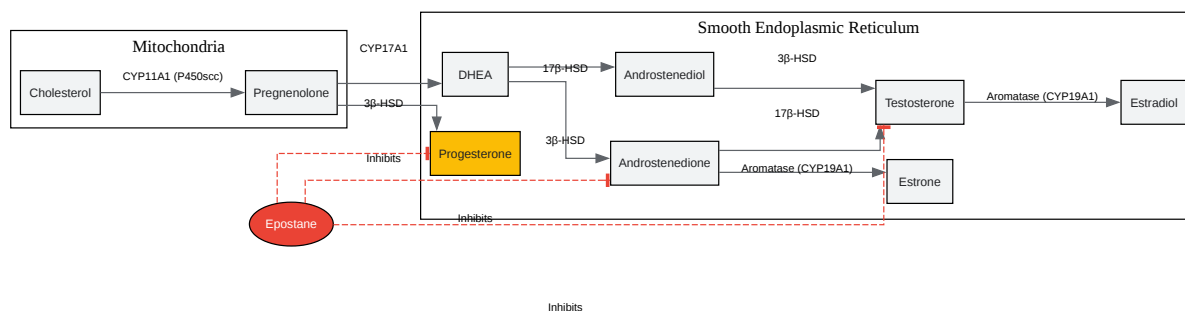 Smooth Endoplasmic Reticulum
Mitochondria
CYP17A1
3β-HSD
CYP11A1 (P450scc)
17β-HSD
DHEA
Androstenediol
Cholesterol
Pregnenolone
3β-HSD
Testosterone
Aromatase (CYP19A1)
Estradiol
17β-HSD
3β-HSD
Progesterone
Inhibits
Androstenedione
Aromatase (CYP19A1)
Estrone
Epostane
Inhibits
Inhibits